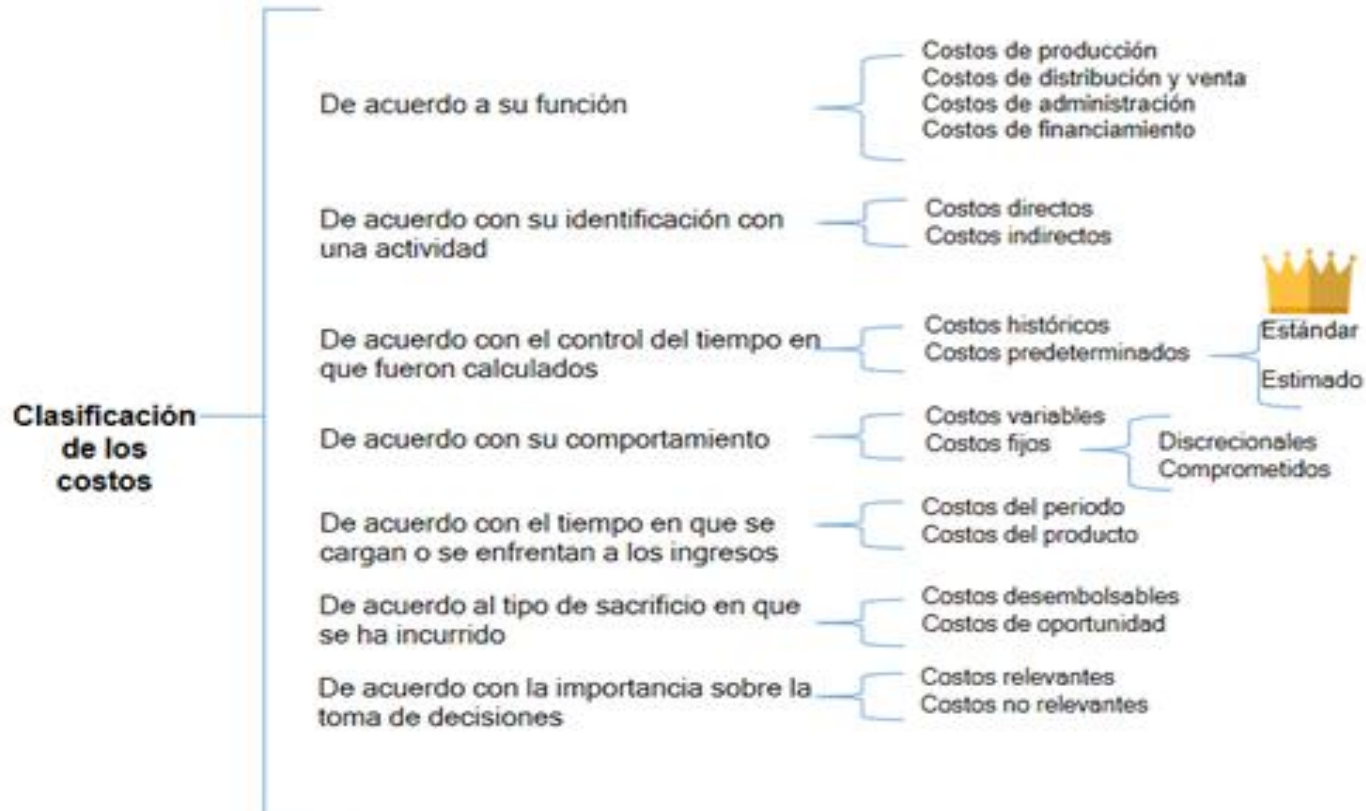 Clasificación
de los
costos
De acuerdo a su función
Costos de producción
Costos de distribución y venta
Costos de administración
Costos de financiamiento
De acuerdo con su identificación con
una actividad
Costos directos
Costos indirectos
De acuerdo con el control del tiempo en
que fueron calculados
Costos históricos
Costos predeterminados
Estándar
Estimado
De acuerdo con su comportamiento
Costos variables
Costos fijos
Discrecionales
Comprometidos
De acuerdo con el tiempo en que se
cargan o se enfrentan a los ingresos
Costos del periodo
Costos del producto
De acuerdo al tipo de sacrificio en que
se ha incurrido
Costos desembolsables
Costos de oportunidad
De acuerdo con la importancia sobre la
toma de decisiones
Costos relevantes
Costos no relevantes